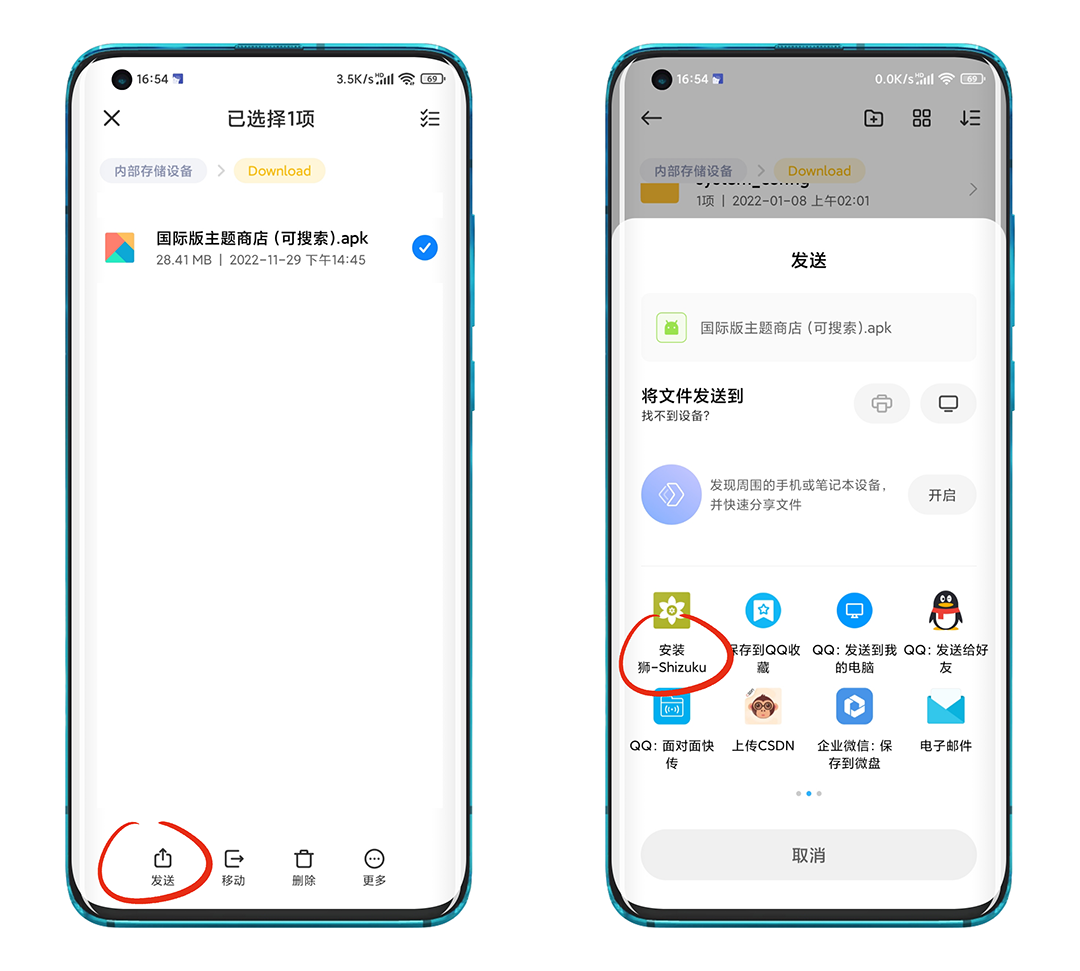 16:54
3.5K/s
HD
69
已选择1项
内部存储设备
Download
国际版主题商店 (可搜索).apk
28.41 MB | 2022-11-29 下午14:45
发送
移动
删除
更多
16:54
0.0K/s
HD
69
内部存储设备
Download
system_config
1项 | 2022-01-08 上午02:01
发送
国际版主题商店 (可搜索).apk
将文件发送到
找不到设备?
发现周围的手机或笔记本设备，
并快速分享文件
开启
安装
狮-Shizuku
保存到QQ收
藏
QQ: 发送到我
的电脑
QQ: 发送给好
友
QQ: 面对面快
传
上传CSDN
企业微信: 保
存到微盘
电子邮件
取消